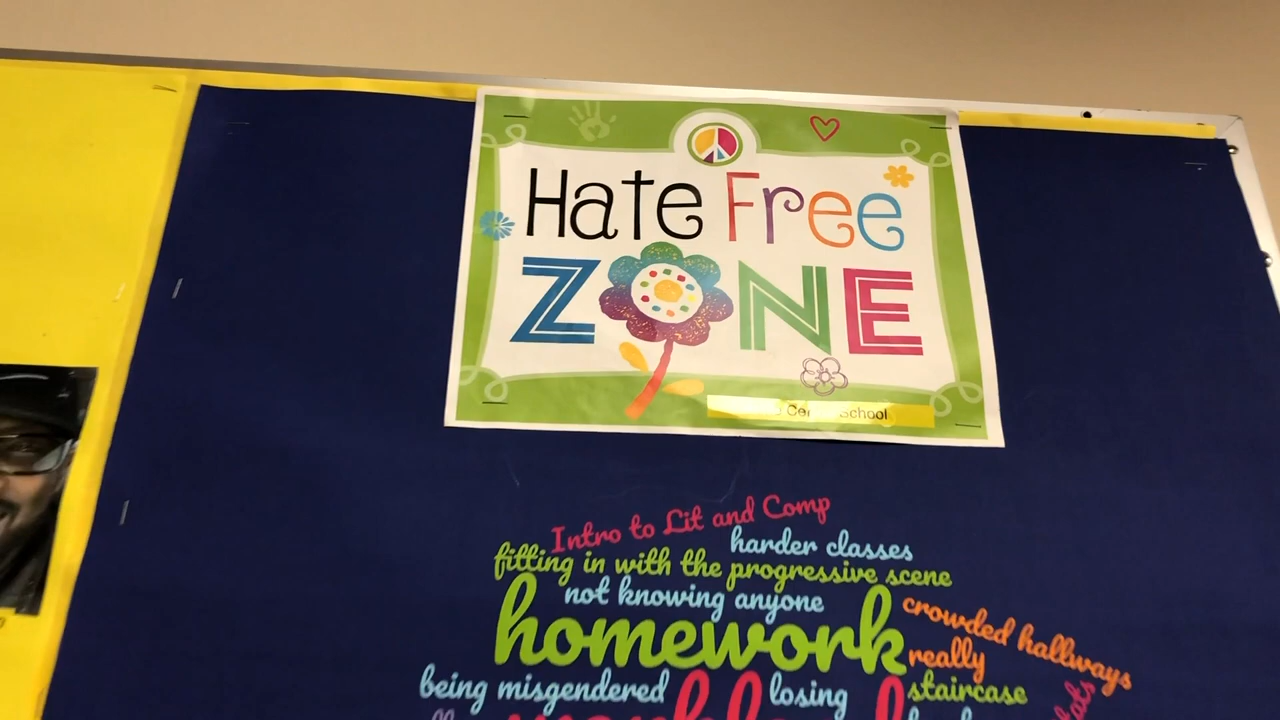 Hate Free
ZONE
School
Intro to Lit and Comp
harder classes
fitting in with the progressive scene
not knowing anyone
crowded hallways
homework
really
being misgendered
losing
staircase